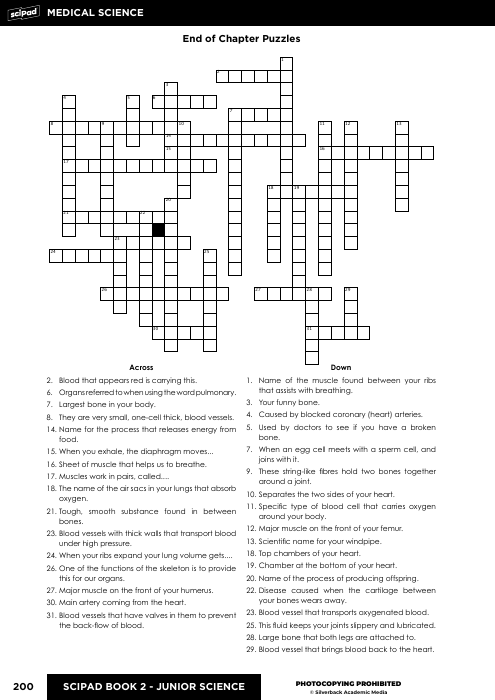 scipad MEDICAL SCIENCE
End of Chapter Puzzles
Across
2. Blood that appears red is carrying this.
6. Organs referred to when using the word pulmonary.
7. Largest bone in your body.
8. They are very small, one-cell thick, blood vessels.
14. Name for the process that releases energy from
food.
15. When you exhale, the diaphragm moves...
16. Sheet of muscle that helps us to breathe.
17. Muscles work in pairs, called....
18. The name of the air sacs in your lungs that absorb
oxygen.
21. Tough, smooth substance found in between
bones.
23. Blood vessels with thick walls that transport blood
under high pressure.
24. When your ribs expand your lung volume gets....
26. One of the functions of the skeleton is to provide
this for our organs.
27. Major muscle on the front of your humerus.
30. Main artery coming from the heart.
31. Blood vessels that have valves in them to prevent
the back-flow of blood.
Down
1. Name of the muscle found between your ribs
that assists with breathing.
3. Your funny bone.
4. Caused by blocked coronary (heart) arteries.
5. Used by doctors to see if you have a broken
bone.
7. When an egg cell meets with a sperm cell, and
joins with it.
9. These string-like fibres hold two bones together
around a joint.
10. Separates the two sides of your heart.
11. Specific type of blood cell that carries oxygen
around your body.
12. Major muscle on the front of your femur.
13. Scientific name for your windpipe.
18. Top chambers of your heart.
19. Chamber at the bottom of your heart.
20. Name of the process of producing offspring.
22. Disease caused when the cartilage between
your bones wears away.
23. Blood vessel that transports oxygenated blood.
25. This fluid keeps your joints slippery and lubricated.
28. Large bone that both legs are attached to.
29. Blood vessel that brings blood back to the heart.
200 SCIPAD BOOK 2 - JUNIOR SCIENCE
PHOTOCOPYING PROHIBITED
© Silverback Academic Media